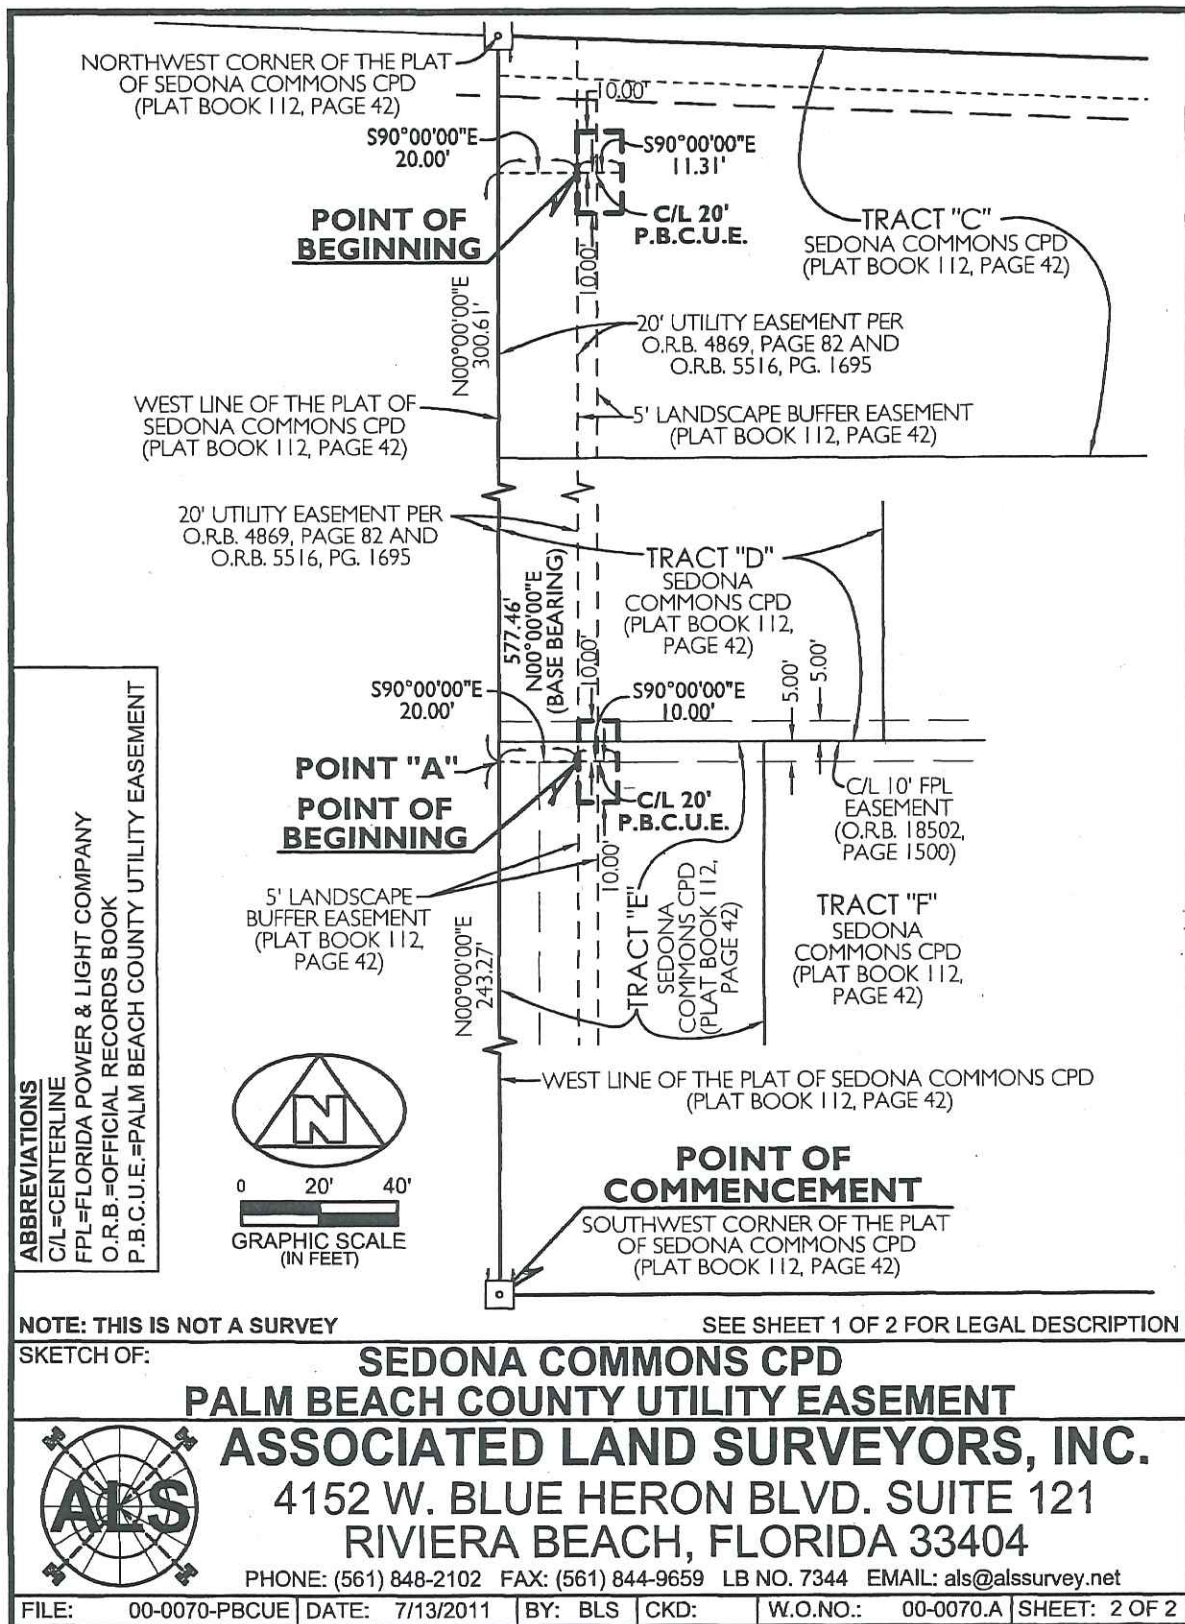 NORTHWEST CORNER OF THE PLAT
OF SEDONA COMMONS CPD
(PLAT BOOK 112, PAGE 42)
10.00'
S90°00'00"E
20.00'
S90°00'00"E
11.31'
POINT OF
BEGINNING
C/L 20'
P.B.C.U.E.
TRACT "C"
SEDONA COMMONS CPD
(PLAT BOOK 112, PAGE 42)
10.00'
N00°00'00"E
300.61'
20' UTILITY EASEMENT PER
O.R.B. 4869, PAGE 82 AND
O.R.B. 5516, PG. 1695
WEST LINE OF THE PLAT OF
SEDONA COMMONS CPD
(PLAT BOOK 112, PAGE 42)
5' LANDSCAPE BUFFER EASEMENT
(PLAT BOOK 112, PAGE 42)
20' UTILITY EASEMENT PER
O.R.B. 4869, PAGE 82 AND
O.R.B. 5516, PG. 1695
577.46'
N00°00'00"E
(BASE BEARING)
TRACT "D"
SEDONA
COMMONS CPD
(PLAT BOOK 112,
PAGE 42)
10.00'
5.00'
5.00'
S90°00'00"E
20.00'
S90°00'00"E
10.00'
POINT "A"
POINT OF
BEGINNING
C/L 20'
P.B.C.U.E.
C/L 10' FPL
EASEMENT
(O.R.B. 18502,
PAGE 1500)
10.00'
5' LANDSCAPE
BUFFER EASEMENT
(PLAT BOOK 112,
PAGE 42)
TRACT "E"
SEDONA
COMMONS CPD
(PLAT BOOK 112,
PAGE 42)
TRACT "F"
SEDONA
COMMONS CPD
(PLAT BOOK 112,
PAGE 42)
N00°00'00"E
243.27'
WEST LINE OF THE PLAT OF SEDONA COMMONS CPD
(PLAT BOOK 112, PAGE 42)
ABBREVIATIONS
C/L=CENTERLINE
FPL=FLORIDA POWER & LIGHT COMPANY
O.R.B.=OFFICIAL RECORDS BOOK
P.B.C.U.E.=PALM BEACH COUNTY UTILITY EASEMENT
N
0 20' 40'
GRAPHIC SCALE
(IN FEET)
POINT OF
COMMENCEMENT
SOUTHWEST CORNER OF THE PLAT
OF SEDONA COMMONS CPD
(PLAT BOOK 112, PAGE 42)
NOTE: THIS IS NOT A SURVEY
SEE SHEET 1 OF 2 FOR LEGAL DESCRIPTION
SKETCH OF:
SEDONA COMMONS CPD
PALM BEACH COUNTY UTILITY EASEMENT
ALS
ASSOCIATED LAND SURVEYORS, INC.
4152 W. BLUE HERON BLVD. SUITE 121
RIVIERA BEACH, FLORIDA 33404
PHONE: (561) 848-2102 FAX: (561) 844-9659 LB NO. 7344 EMAIL: als@alssurvey.net
FILE: 00-0070-PBCUE DATE: 7/13/2011 BY: BLS CKD: W.O.NO.: 00-0070.A SHEET: 2 OF 2